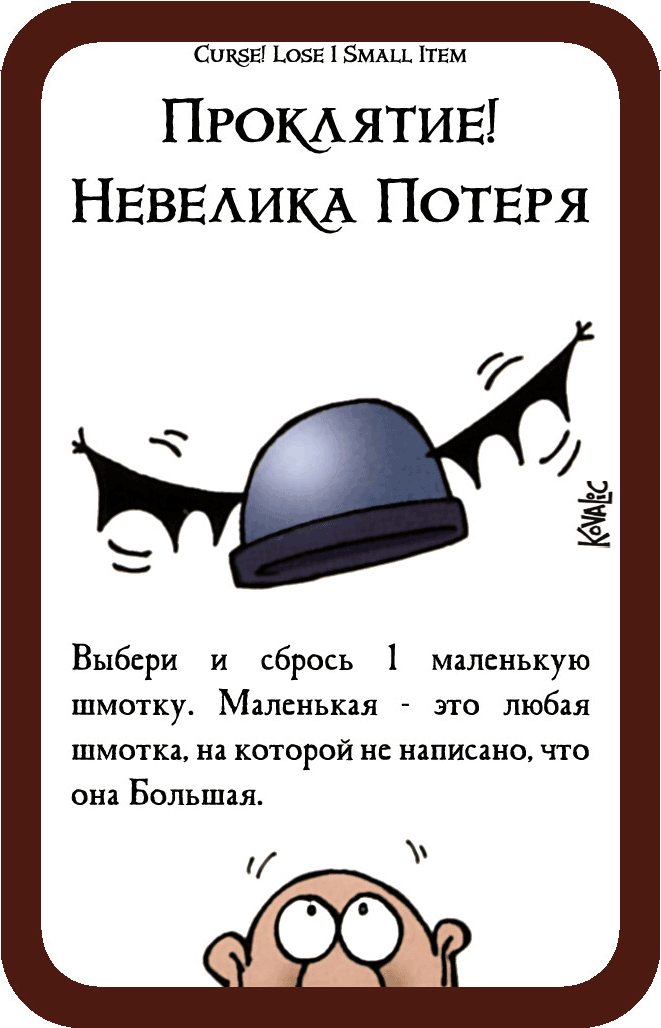 Curse! Lose 1 Small Item
Проклятие!
Невелика Потеря
Kovalic
Выбери и сбрось 1 маленькую
шмотку. Маленькая - это любая
шмотка, на которой не написано, что
она Большая.